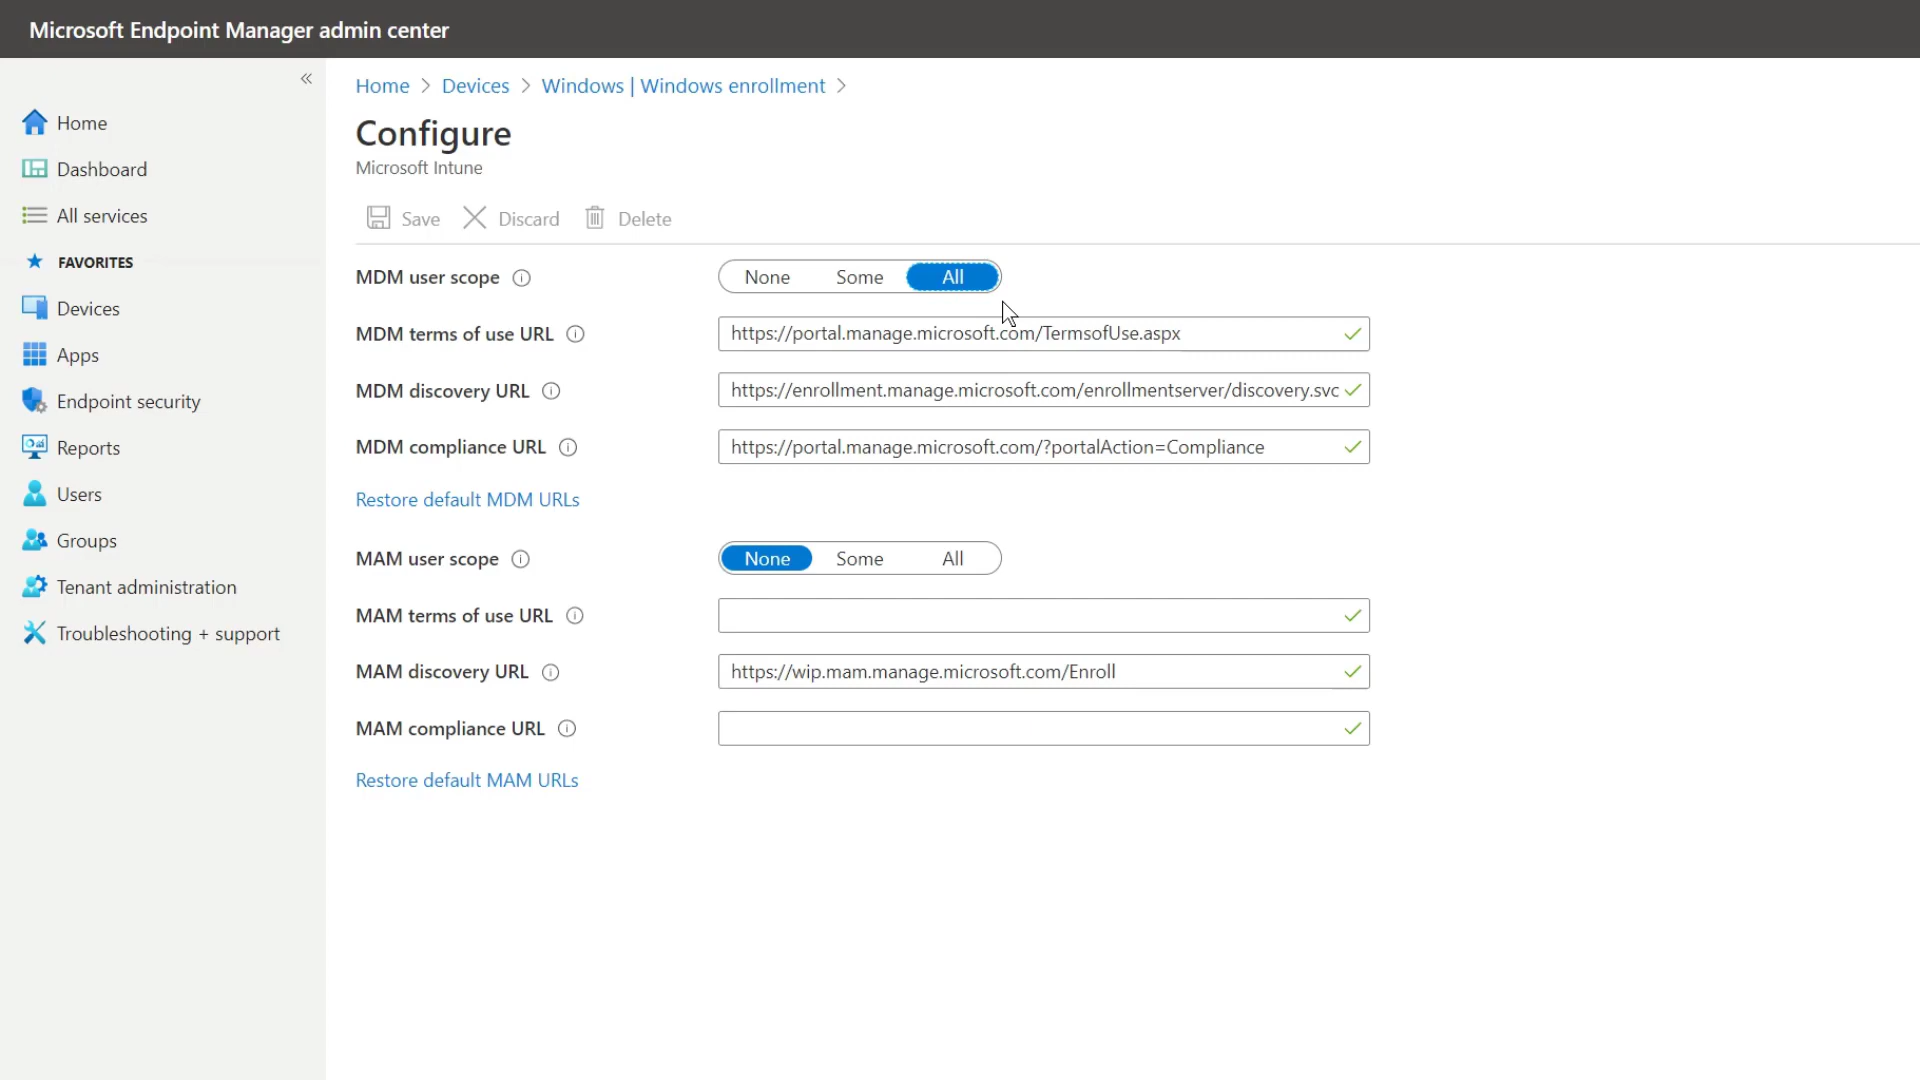 Microsoft Endpoint Manager admin center
«
Home
Dashboard
All services
FAVORITES
Devices
Apps
Endpoint security
Reports
Users
Groups
Tenant administration
Troubleshooting + support
Home > Devices > Windows | Windows enrollment >
Configure
Microsoft Intune
Save Discard Delete
MDM user scope None Some All
MDM terms of use URL https://portal.manage.microsoft.com/TermsofUse.aspx
MDM discovery URL https://enrollment.manage.microsoft.com/enrollmentserver/discovery.svc
MDM compliance URL https://portal.manage.microsoft.com/?portalAction=Compliance
Restore default MDM URLs
MAM user scope None Some All
MAM terms of use URL
MAM discovery URL https://wip.mam.manage.microsoft.com/Enroll
MAM compliance URL
Restore default MAM URLs